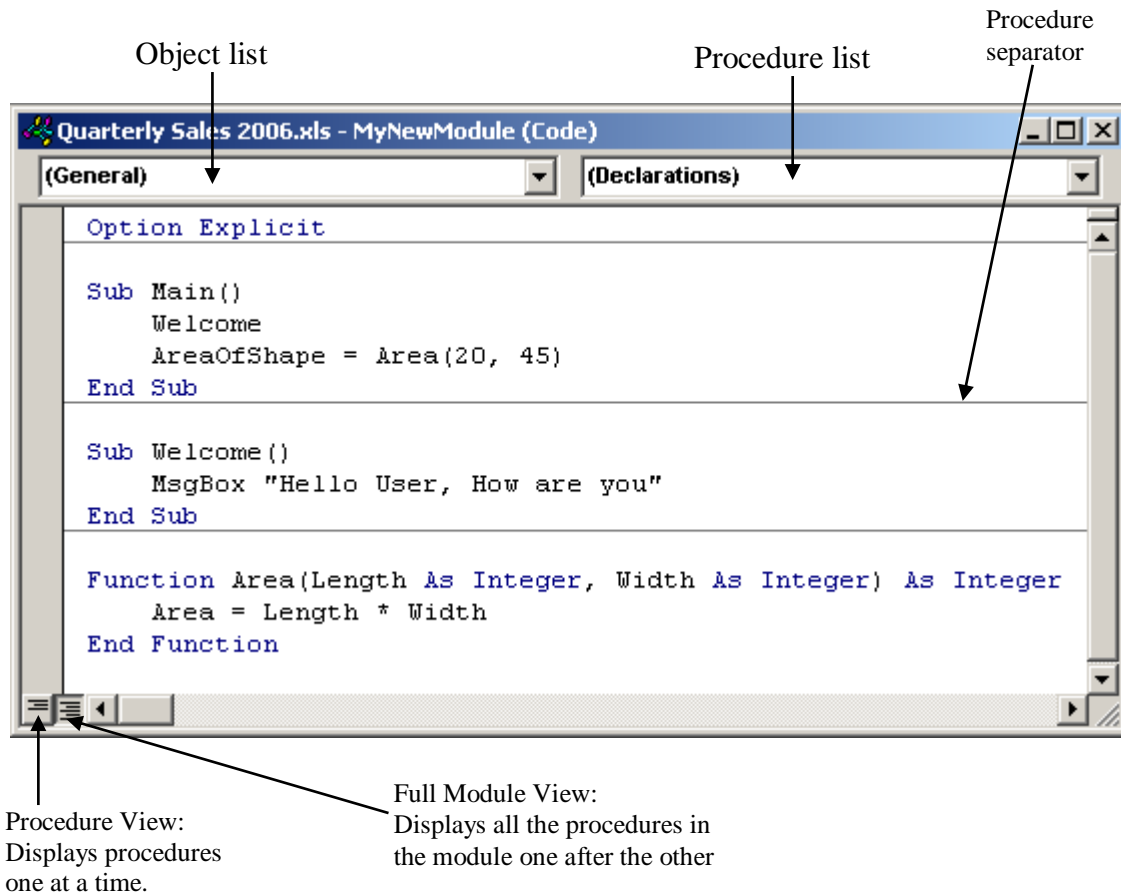 Procedure
separator
Object list
Procedure list
Quarterly Sales 2006.xls - MyNewModule (Code)
(General)
(Declarations)
Option Explicit
Sub Main()
Welcome
AreaOfShape = Area(20, 45)
End Sub
Sub Welcome()
MsgBox "Hello User, How are you"
End Sub
Function Area(Length As Integer, Width As Integer) As Integer
Area = Length * Width
End Function
Procedure View:
Displays procedures
one at a time.
Full Module View:
Displays all the procedures in
the module one after the other